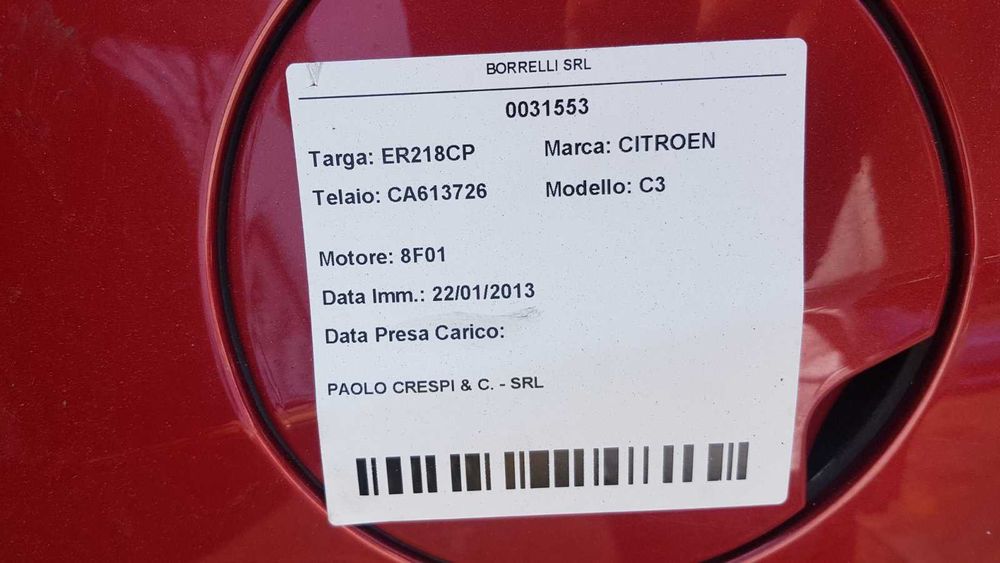 BORRELLI SRL
0031553
Targa: ER218CP Marca: CITROEN
Telaio: CA613726 Modello: C3
Motore: 8F01
Data Imm.: 22/01/2013
Data Presa Carico:
PAOLO CRESPI & C. - SRL